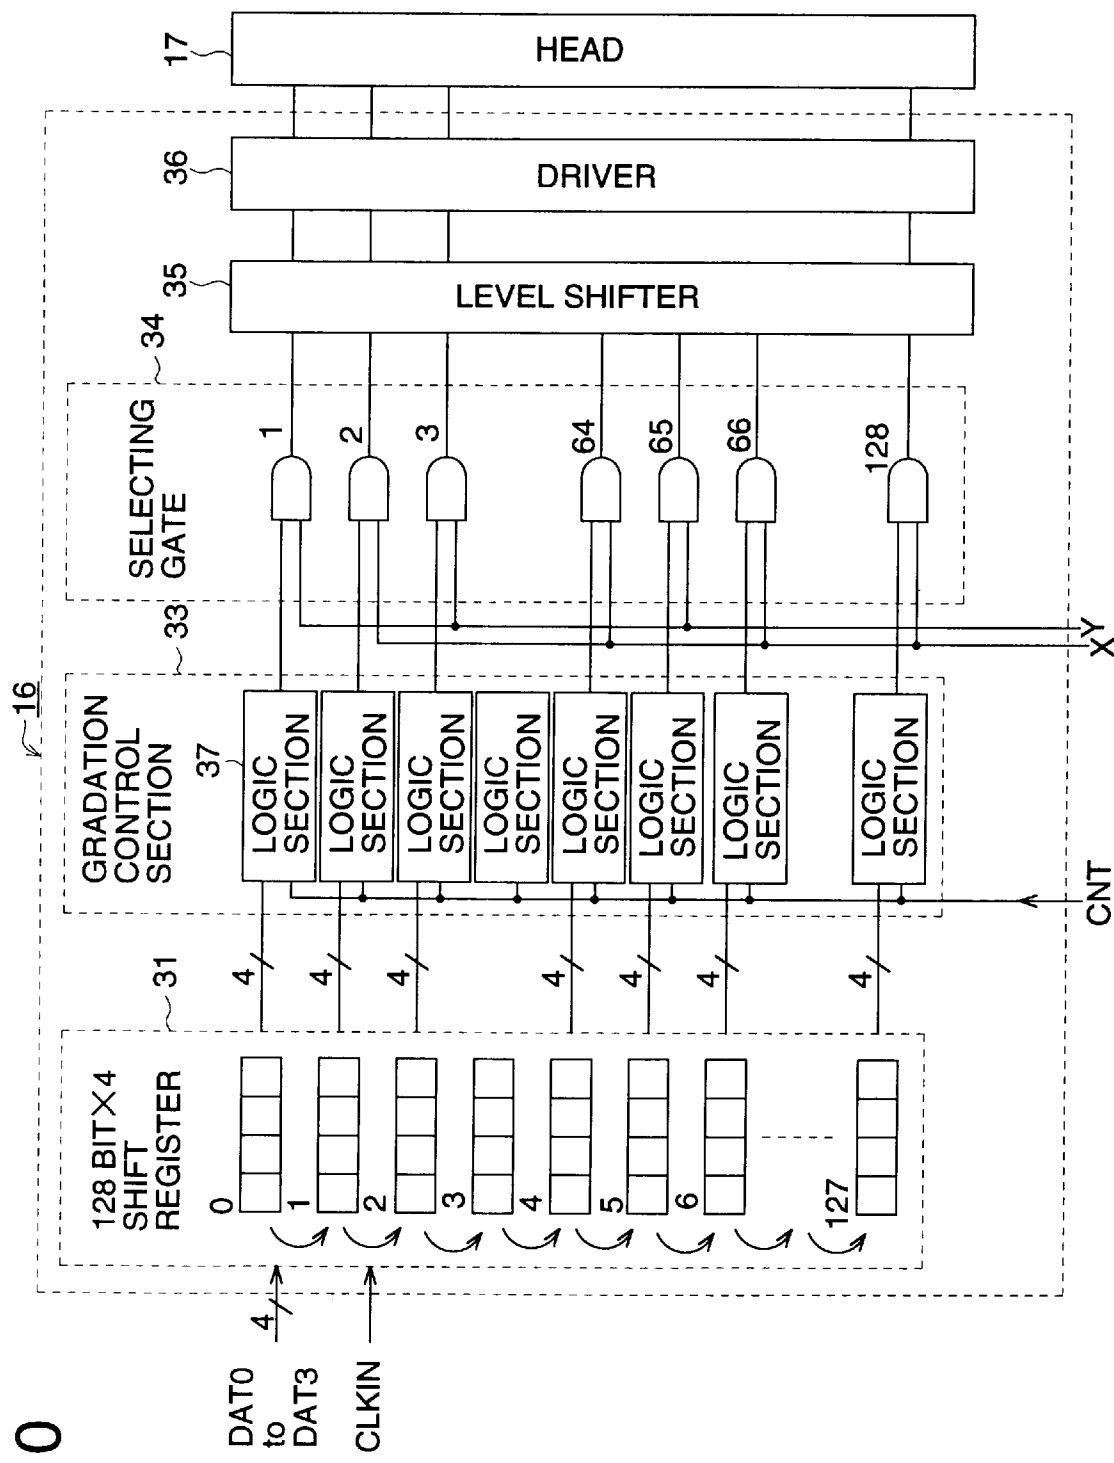 0
DAT0
to
DAT3
CLKIN
4
128 BIT×4
SHIFT
REGISTER
31
0
1
2
3
4
5
6
127
4
4
4
4
4
4
4
16
GRADATION
CONTROL
SECTION
33
37
LOGIC
SECTION
LOGIC
SECTION
LOGIC
SECTION
LOGIC
SECTION
LOGIC
SECTION
LOGIC
SECTION
LOGIC
SECTION
LOGIC
SECTION
CNT
X
Y
SELECTING
GATE
34
1
2
3
64
65
66
128
35
LEVEL SHIFTER
36
DRIVER
17
HEAD